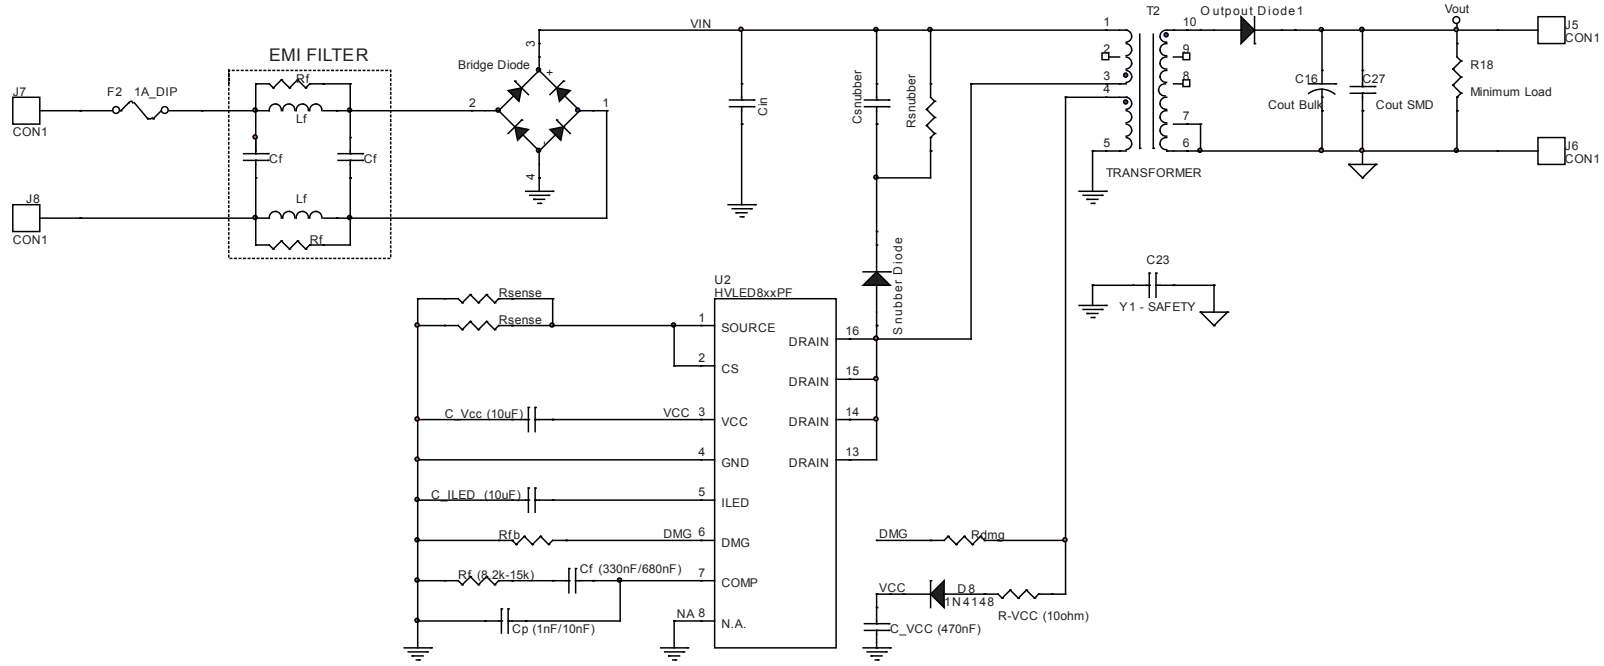 T2
Outpout Diode1
Vout
VIN
1
10
J5
CON1
EMI FILTER
3
Bridge Diode
+
2
9
R18
Rf
3
8
C16
C27
Minimum Load
J7
F2 1A_DIP
Lf
2
1
Cin
Csnubber
Rsnubber
4
Cout Bulk
Cout SMD
CON1
7
Cf
Cf
-
5
6
J6
CON1
4
TRANSFORMER
J8
Lf
CON1
Rf
Snubber Diode
C23
Y1 - SAFETY
U2
HVLED8xxPF
Rsense
Rsense
1
SOURCE
16
DRAIN
2
CS
15
DRAIN
C_Vcc (10uF)
VCC 3
VCC
14
DRAIN
4
GND
13
DRAIN
C_ILED (10uF)
5
ILED
Rfb
DMG 6
DMG
DMG
Rdmg
Rf (8.2k-15k)
Cf (330nF/680nF)
7
COMP
VCC
D8
1N4148
R-VCC (10ohm)
Cp (1nF/10nF)
NA 8
N.A.
C_VCC (470nF)